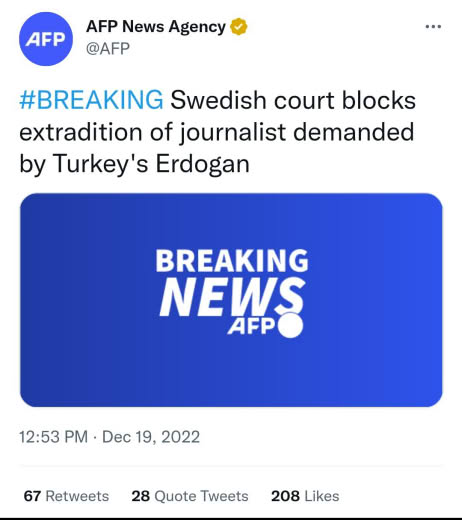 AFP
AFP News Agency
@AFP
#BREAKING Swedish court blocks
extradition of journalist demanded
by Turkey's Erdogan
BREAKING
NEWS
AFP
12:53 PM · Dec 19, 2022
67 Retweets 28 Quote Tweets 208 Likes